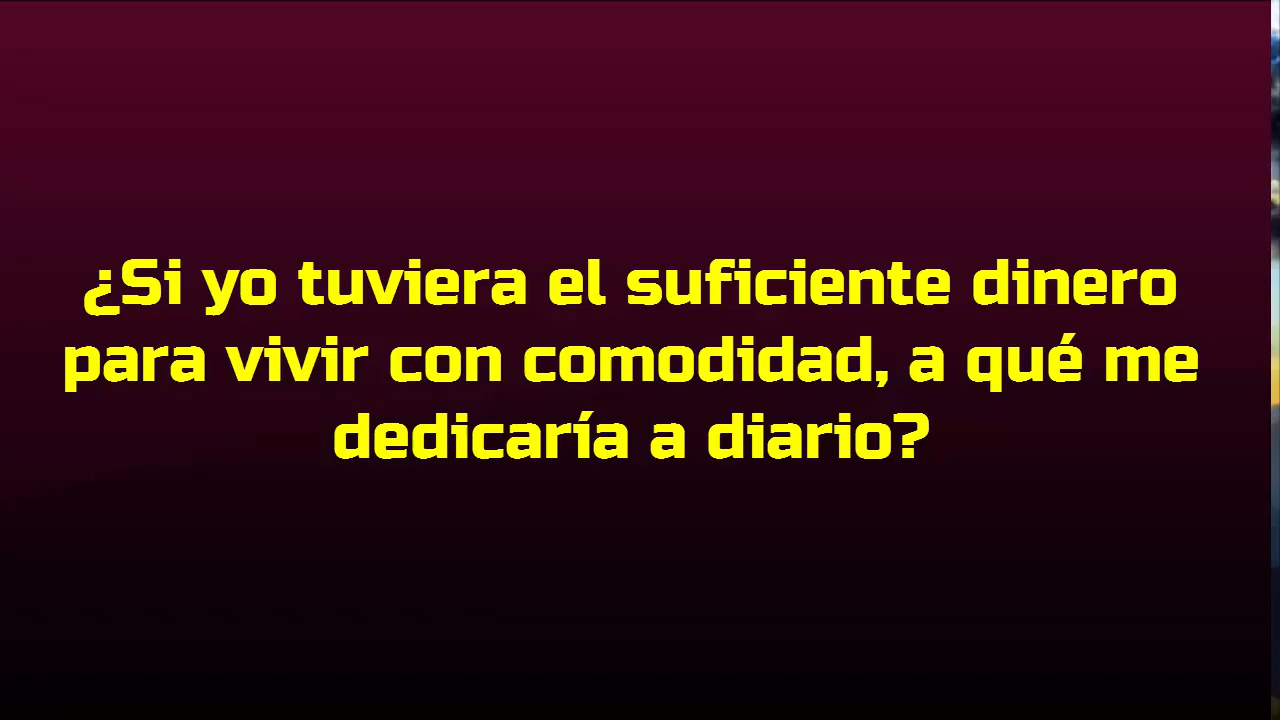 ¿Si yo tuviera el suficiente dinero
para vivir con comodidad, a qué me
dedicaría a diario?